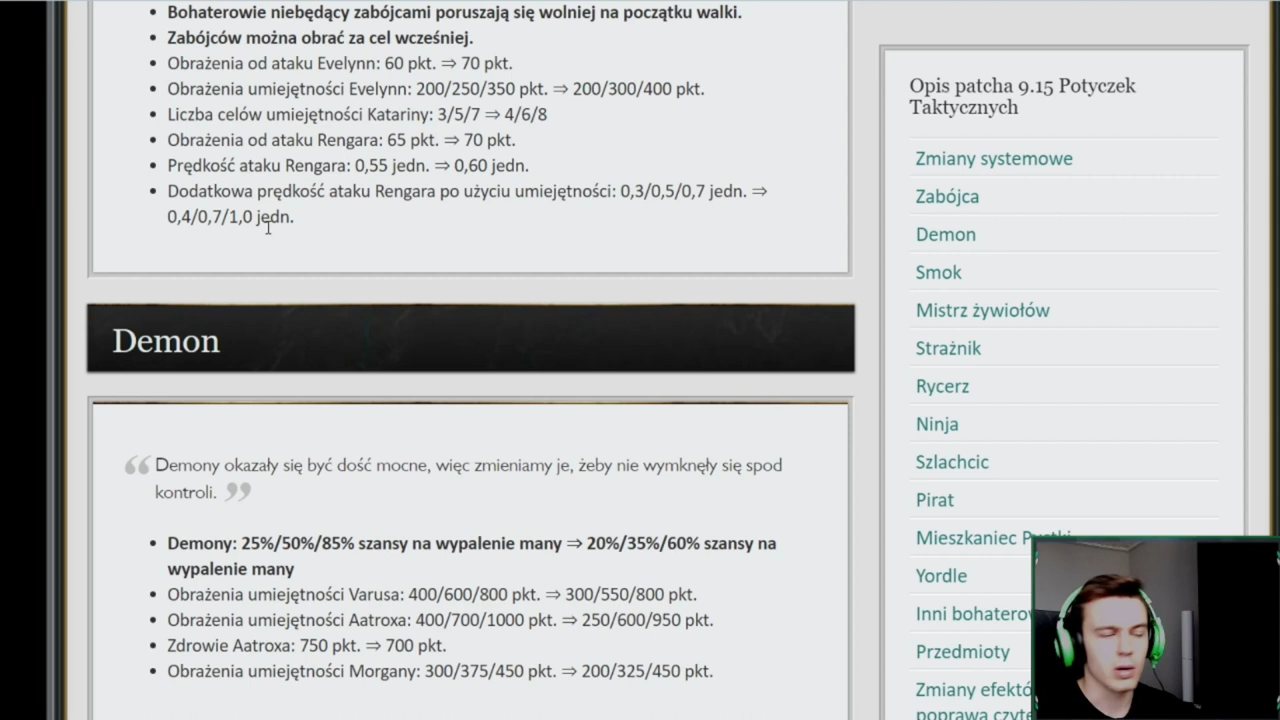 Bohaterowie niebędący zabójcami poruszają się wolniej na początku walki.
Zabójców można obrać za cel wcześniej.
Obrażenia od ataku Evelynn: 60 pkt. ⇒ 70 pkt.
Obrażenia umiejętności Evelynn: 200/250/350 pkt. ⇒ 200/300/400 pkt.
Liczba celów umiejętności Katariny: 3/5/7 ⇒ 4/6/8
Obrażenia od ataku Rengara: 65 pkt. ⇒ 70 pkt.
Prędkość ataku Rengara: 0,55 jedn. ⇒ 0,60 jedn.
Dodatkowa prędkość ataku Rengara po użyciu umiejętności: 0,3/0,5/0,7 jedn. ⇒
0,4/0,7/1,0 jedn.
Demon
“Demony okazały się być dość mocne, więc zmieniamy je, żeby nie wymknęły się spod
kontroli. ”
Demony: 25%/50%/85% szansy na wypalenie many ⇒ 20%/35%/60% szansy na
wypalenie many
Obrażenia umiejętności Varusa: 400/600/800 pkt. ⇒ 300/550/800 pkt.
Obrażenia umiejętności Aatroxa: 400/700/1000 pkt. ⇒ 250/600/950 pkt.
Zdrowie Aatroxa: 750 pkt. ⇒ 700 pkt.
Obrażenia umiejętności Morgany: 300/375/450 pkt. ⇒ 200/325/450 pkt.
Opis patcha 9.15 Potyczek
Taktycznych
Zmiany systemowe
Zabójca
Demon
Smok
Mistrz żywiołów
Strażnik
Rycerz
Ninja
Szlachcic
Pirat
Mieszkaniec
Yordle
Inni
Przedmioty
Zmiany